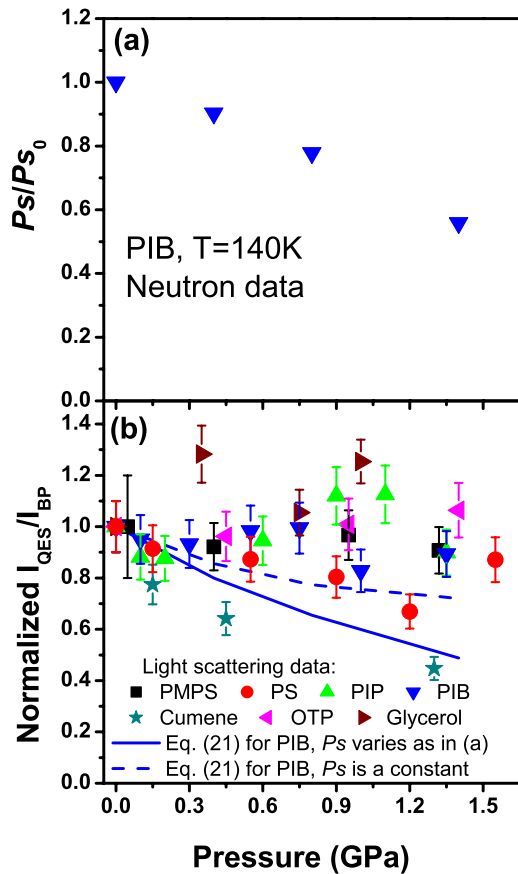 (a)
1.2
1.0
0.8
0.6
0.4
0.2
0.0
Ps/Ps0
PIB, T=140K
Neutron data
(b)
1.4
1.2
1.0
0.8
0.6
0.4
0.2
0.0
Normalized IQES/IBP
Light scattering data:
PMPS PS PIP PIB
Cumene OTP Glycerol
Eq. (21) for PIB, Ps varies as in (a)
Eq. (21) for PIB, Ps is a constant
0.0 0.3 0.6 0.9 1.2 1.5
Pressure (GPa)